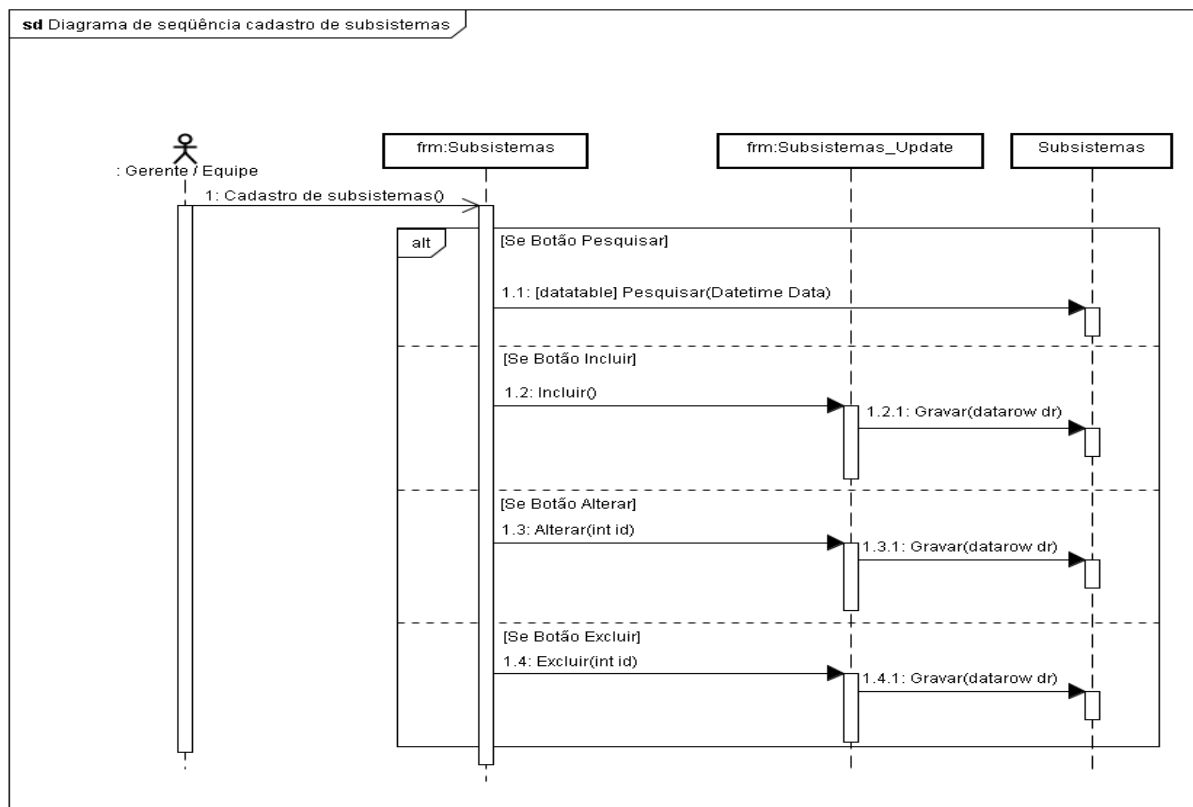 sd Diagrama de seqüência cadastro de subsistemas
: Gerente / Equipe
frm:Subsistemas
frm:Subsistemas_Update
Subsistemas
1: Cadastro de subsistemas()
alt
[Se Botão Pesquisar]
1.1: [datatable] Pesquisar(Datetime Data)
[Se Botão Incluir]
1.2: Incluir()
1.2.1: Gravar(datarow dr)
[Se Botão Alterar]
1.3: Alterar(int id)
1.3.1: Gravar(datarow dr)
[Se Botão Excluir]
1.4: Excluir(int id)
1.4.1: Gravar(datarow dr)